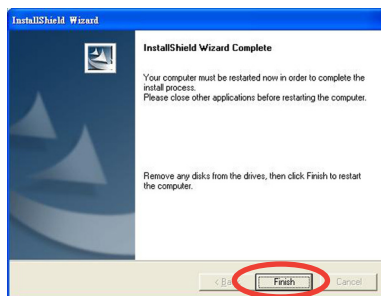 InstallShield Wizard
InstallShield Wizard Complete
Your computer must be restarted now in order to complete the
install process.
Please close other applications before restarting the computer.
Remove any disks from the drives, then click Finish to restart
the computer.
Finish
Cancel